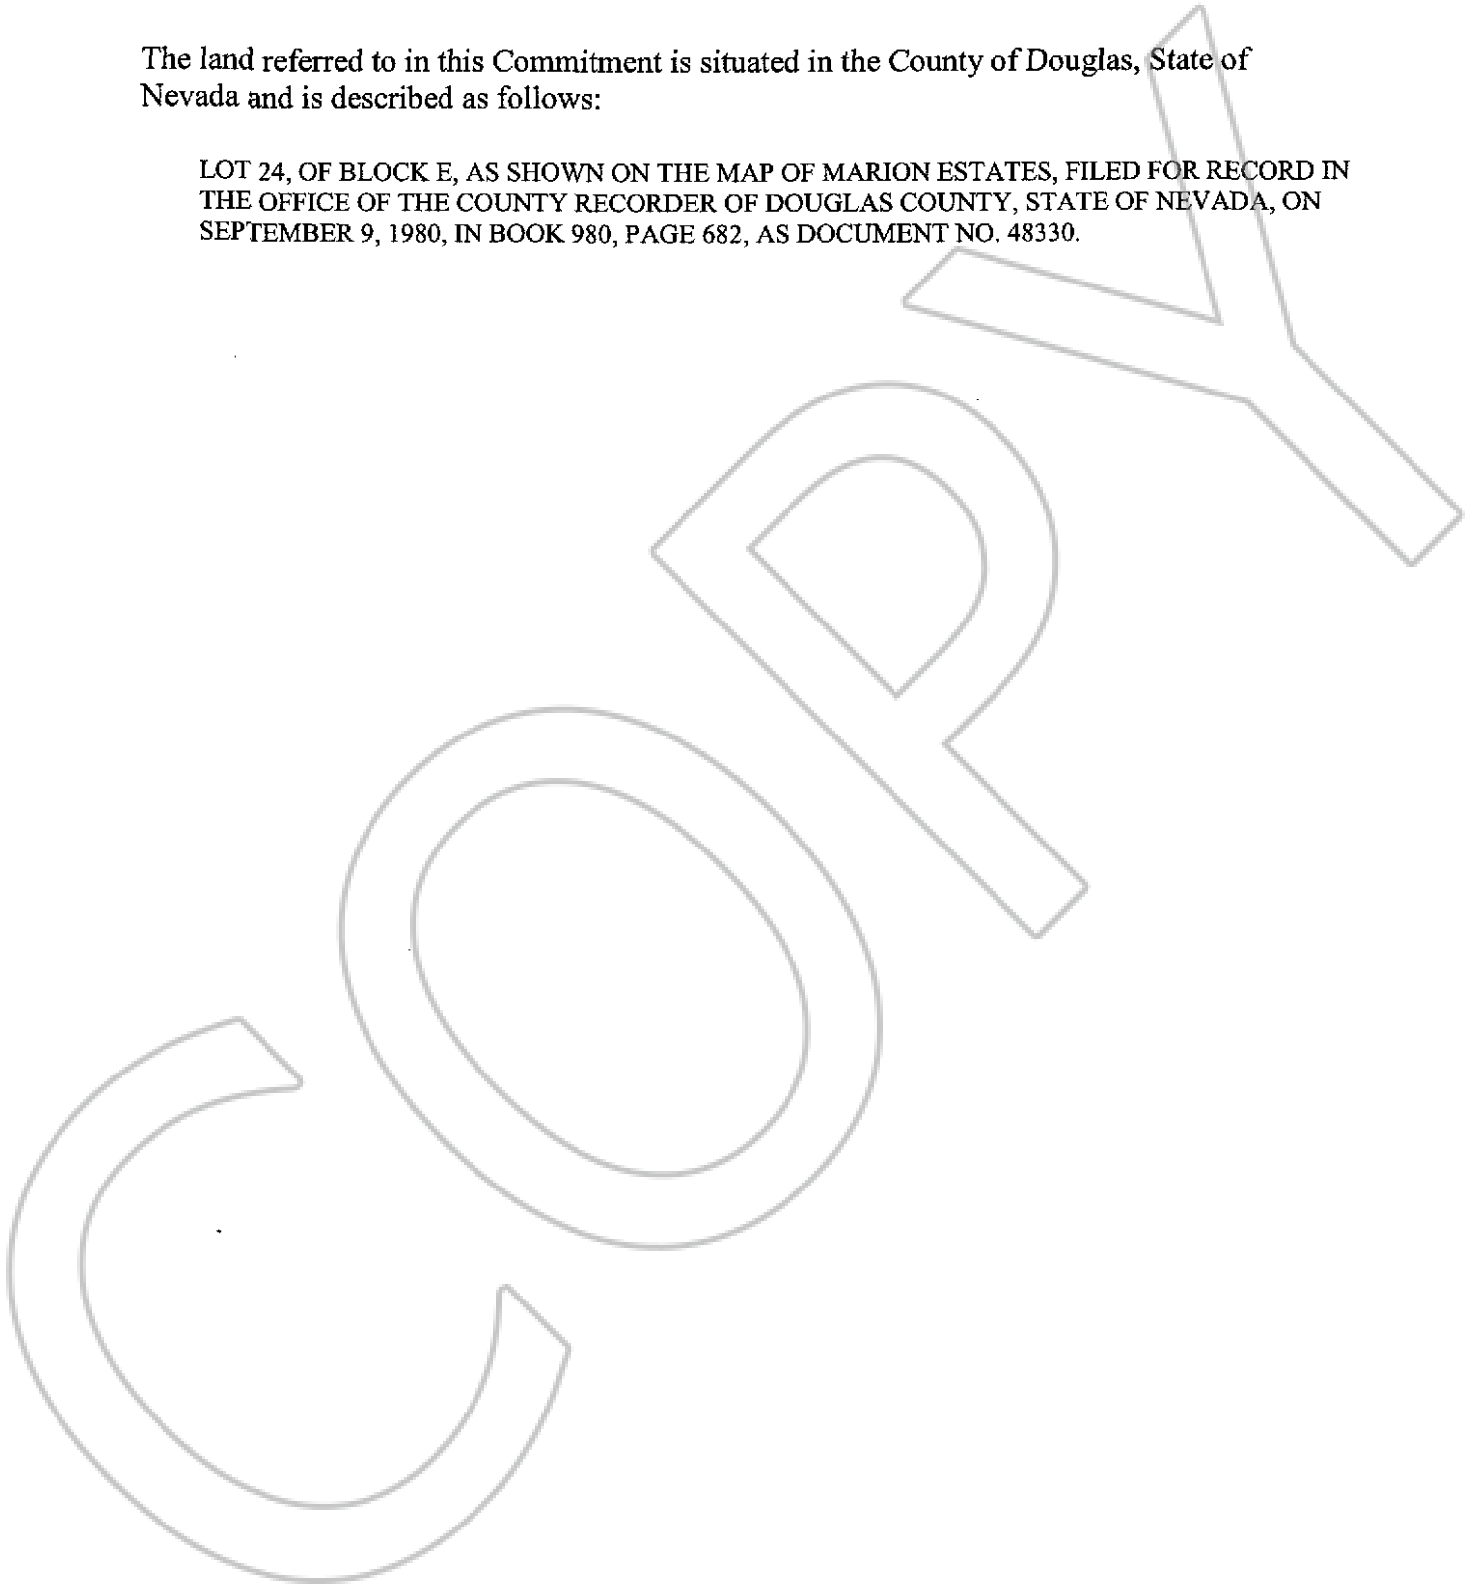 The land referred to in this Commitment is situated in the County of Douglas, State of
Nevada and is described as follows:
LOT 24, OF BLOCK E, AS SHOWN ON THE MAP OF MARION ESTATES, FILED FOR RECORD IN
THE OFFICE OF THE COUNTY RECORDER OF DOUGLAS COUNTY, STATE OF NEVADA, ON
SEPTEMBER 9, 1980, IN BOOK 980, PAGE 682, AS DOCUMENT NO. 48330.
COPY